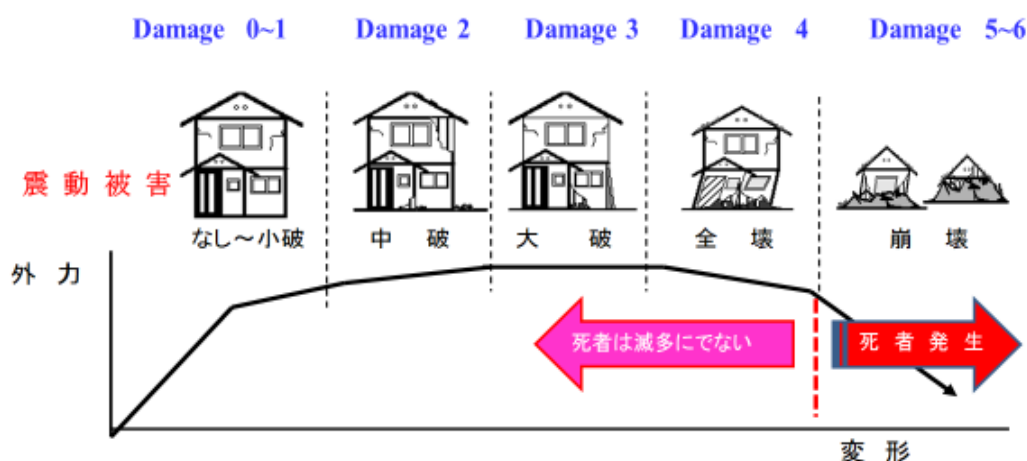 Damage 0~1 Damage 2 Damage 3 Damage 4 Damage 5~6
震動被害
なし～小破 中破 大破 全壊 崩壊
外力
死者は滅多にでない 死者発生
変形